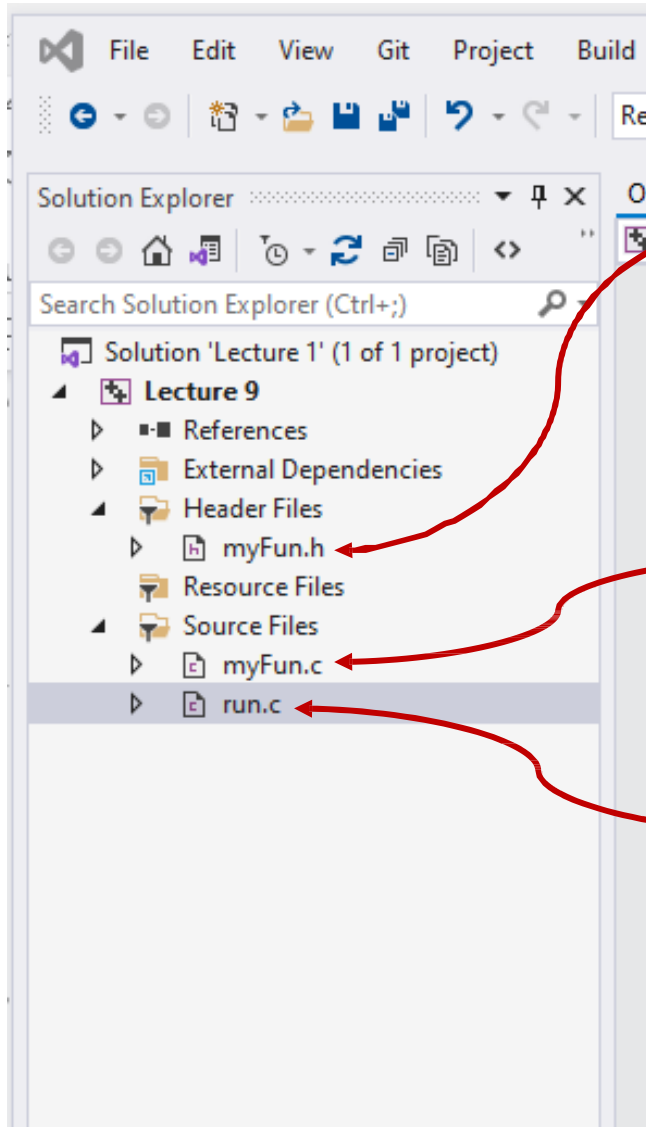 File Edit View Git Project Build
Re
Solution Explorer
Search Solution Explorer (Ctrl+;)
Solution 'Lecture 1' (1 of 1 project)
Lecture 9
References
External Dependencies
Header Files
myFun.h
Resource Files
Source Files
myFun.c
run.c